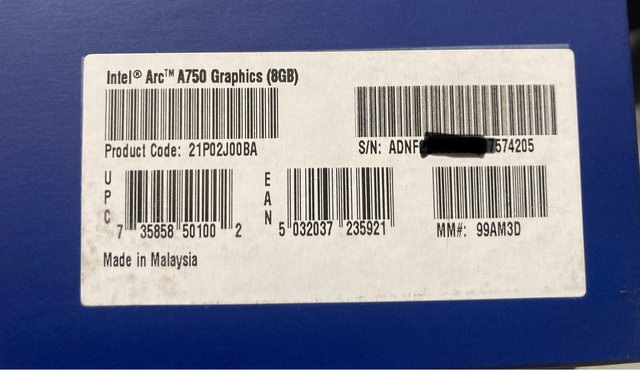 Intel® Arc™ A750 Graphics (8GB)
Product Code: 21P02J00BA
S/N: ADNF 7574205
UPC
7 35858 50100 2
EAN
5 032037 235921
MM#: 99AM3D
Made in Malaysia